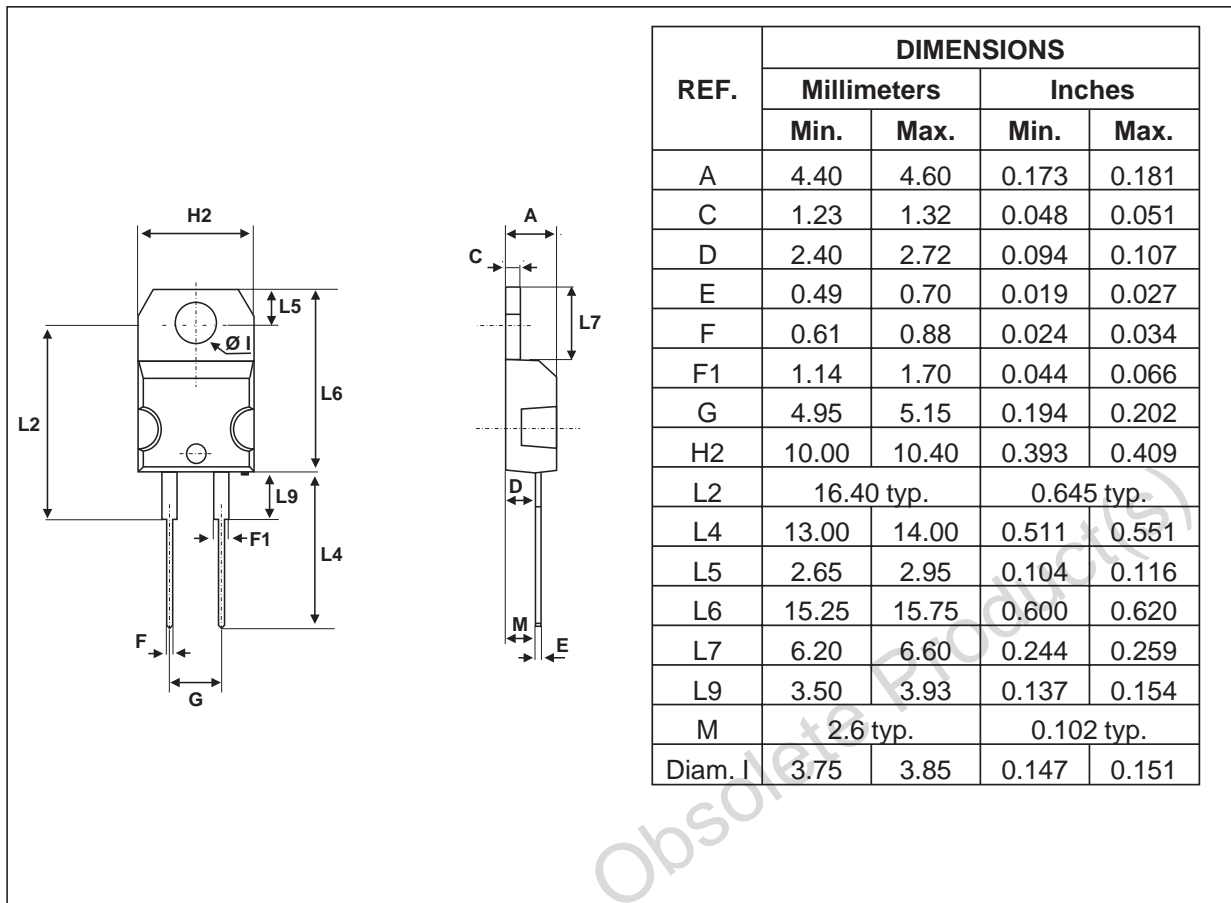 H2
L5
Ø I
L6
L2
L9
F1
L4
F
G
A
C
L7
D
M
E
REF. DIMENSIONS
Millimeters Inches
Min. Max. Min. Max.
A 4.40 4.60 0.173 0.181
C 1.23 1.32 0.048 0.051
D 2.40 2.72 0.094 0.107
E 0.49 0.70 0.019 0.027
F 0.61 0.88 0.024 0.034
F1 1.14 1.70 0.044 0.066
G 4.95 5.15 0.194 0.202
H2 10.00 10.40 0.393 0.409
L2 16.40 typ. 0.645 typ.
L4 13.00 14.00 0.511 0.551
L5 2.65 2.95 0.104 0.116
L6 15.25 15.75 0.600 0.620
L7 6.20 6.60 0.244 0.259
L9 3.50 3.93 0.137 0.154
M 2.6 typ. 0.102 typ.
Diam. I 3.75 3.85 0.147 0.151
Obsolete Product(s)